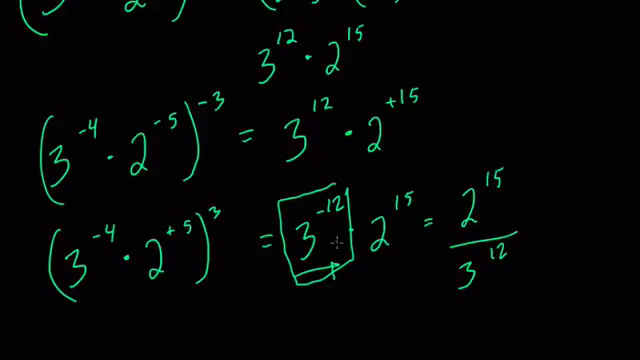 3^{12} · 2^{15}
(3^{-4} · 2^{-5})^{-3} = 3^{12} · 2^{+15}
(3^{-4} · 2^{+5})^{3} = 3^{-12} 2^{15} = \frac{2^{15}}{3^{12}}